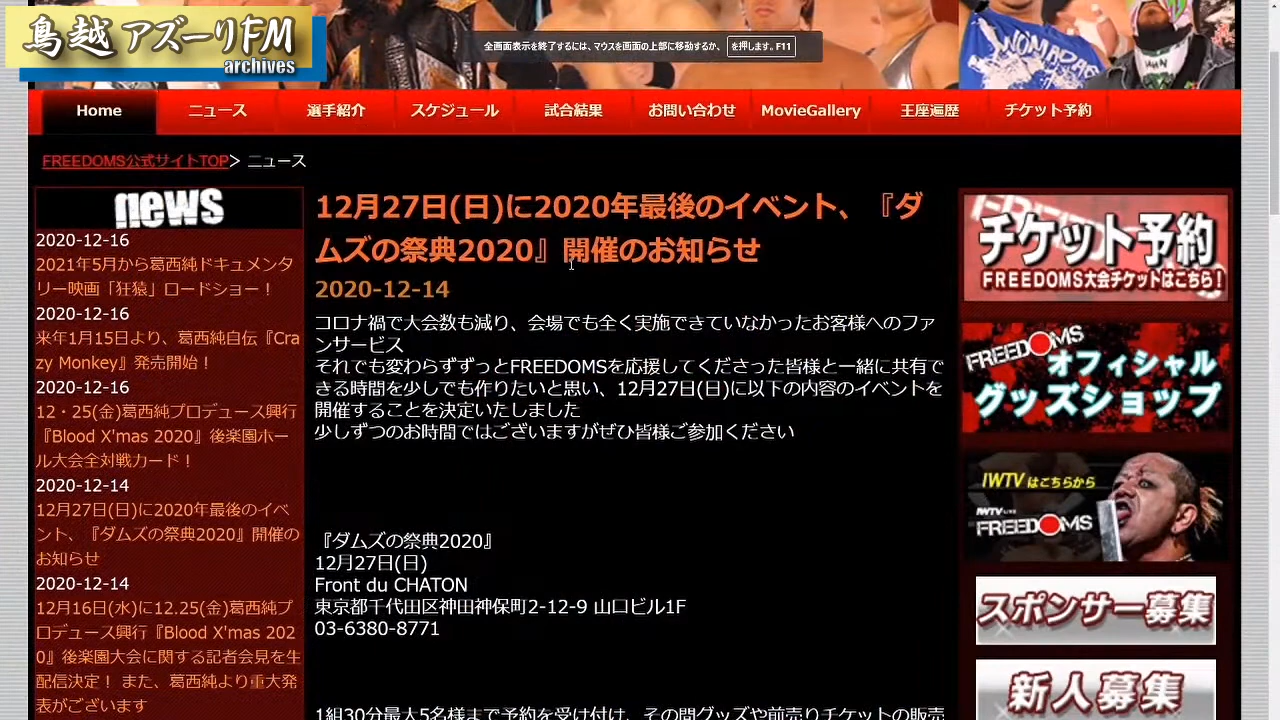 鳥越アズーリFM
archives
全画面表示を終了するには、マウスを画面上部に移動するか、 を押します。F11
NOMADS
Home
ニュース
選手紹介
スケジュール
試合結果
お問い合わせ
MovieGallery
王座遍歴
チケット予約
FREEDOMS公式サイトTOP> ニュース
news
2020-12-16
2021年5月から葛西純ドキュメンタ
リー映画「狂猿」ロードショー！
2020-12-16
来年1月15日より、葛西純自伝『Cra
zy Monkey』発売開始！
2020-12-16
12・25(金)葛西純プロデュース興行
『Blood X'mas 2020』後楽園ホー
ル大会全対戦カード！
2020-12-14
12月27日(日)に2020年最後のイベ
ント、『ダムズの祭典2020』開催の
お知らせ
2020-12-14
12月16日(水)に12.25(金)葛西純プ
ロデュース興行『Blood X'mas 202
0』後楽園大会に関する記者会見を生
配信決定！ また、葛西純より重大発
表がございます
12月27日(日)に2020年最後のイベント、『ダ
ムズの祭典2020』開催のお知らせ
2020-12-14
コロナ禍で大会数も減り、会場でも全く実施できていなかったお客様へのファ
ンサービス
それでも変わらずずっとFREEDOMSを応援してくださった皆様と一緒に共有で
きる時間を少しでも作りたいと思い、12月27日(日)に以下の内容のイベントを
開催することを決定いたしました
少しずつのお時間ではございますがぜひ皆様ご参加ください
『ダムズの祭典2020』
12月27日(日)
Front du CHATON
東京都千代田区神田神保町2-12-9 山口ビル1F
03-6380-8771
チケット予約
FREEDOMS大会チケットはこちら！
FREEDOMS
オフィシャル
グッズショップ
IWTVはこちらから
IWTV LIVE
FREEDOMS
スポンサー募集
新人募集